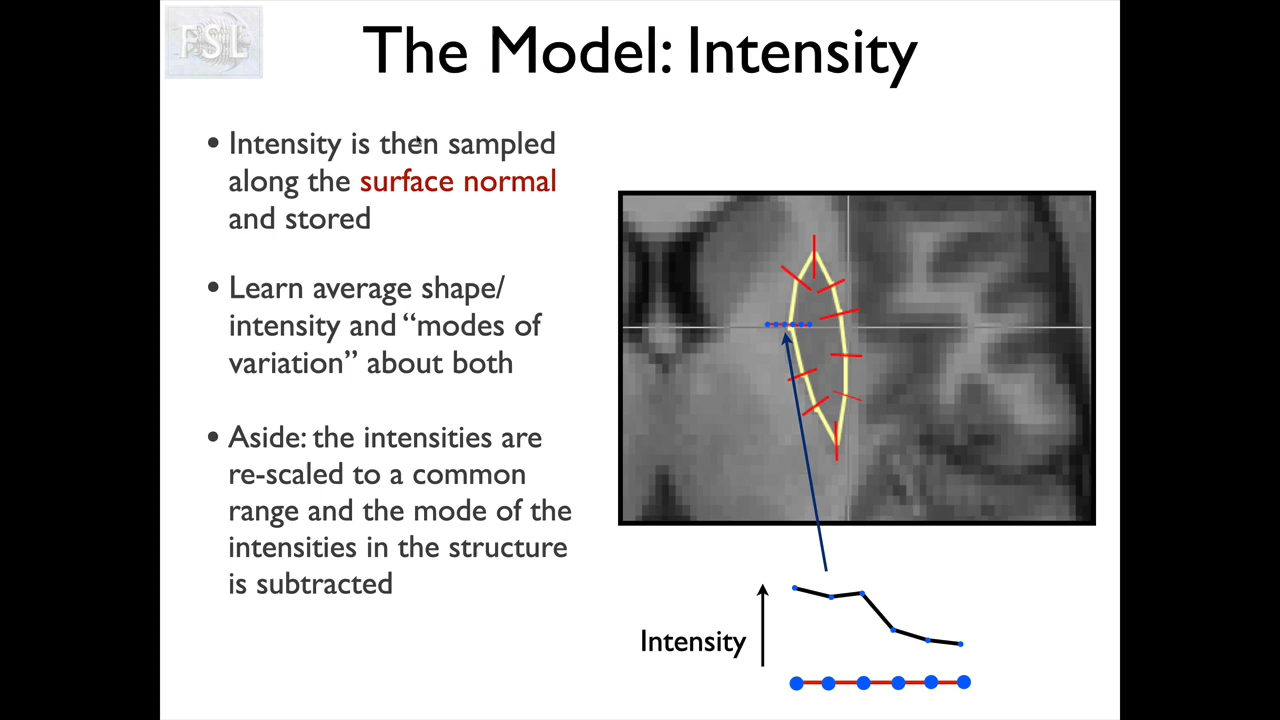 FSL
The Model: Intensity
• Intensity is then sampled
along the surface normal
and stored
• Learn average shape/
intensity and “modes of
variation” about both
• Aside: the intensities are
re-scaled to a common
range and the mode of the
intensities in the structure
is subtracted
Intensity